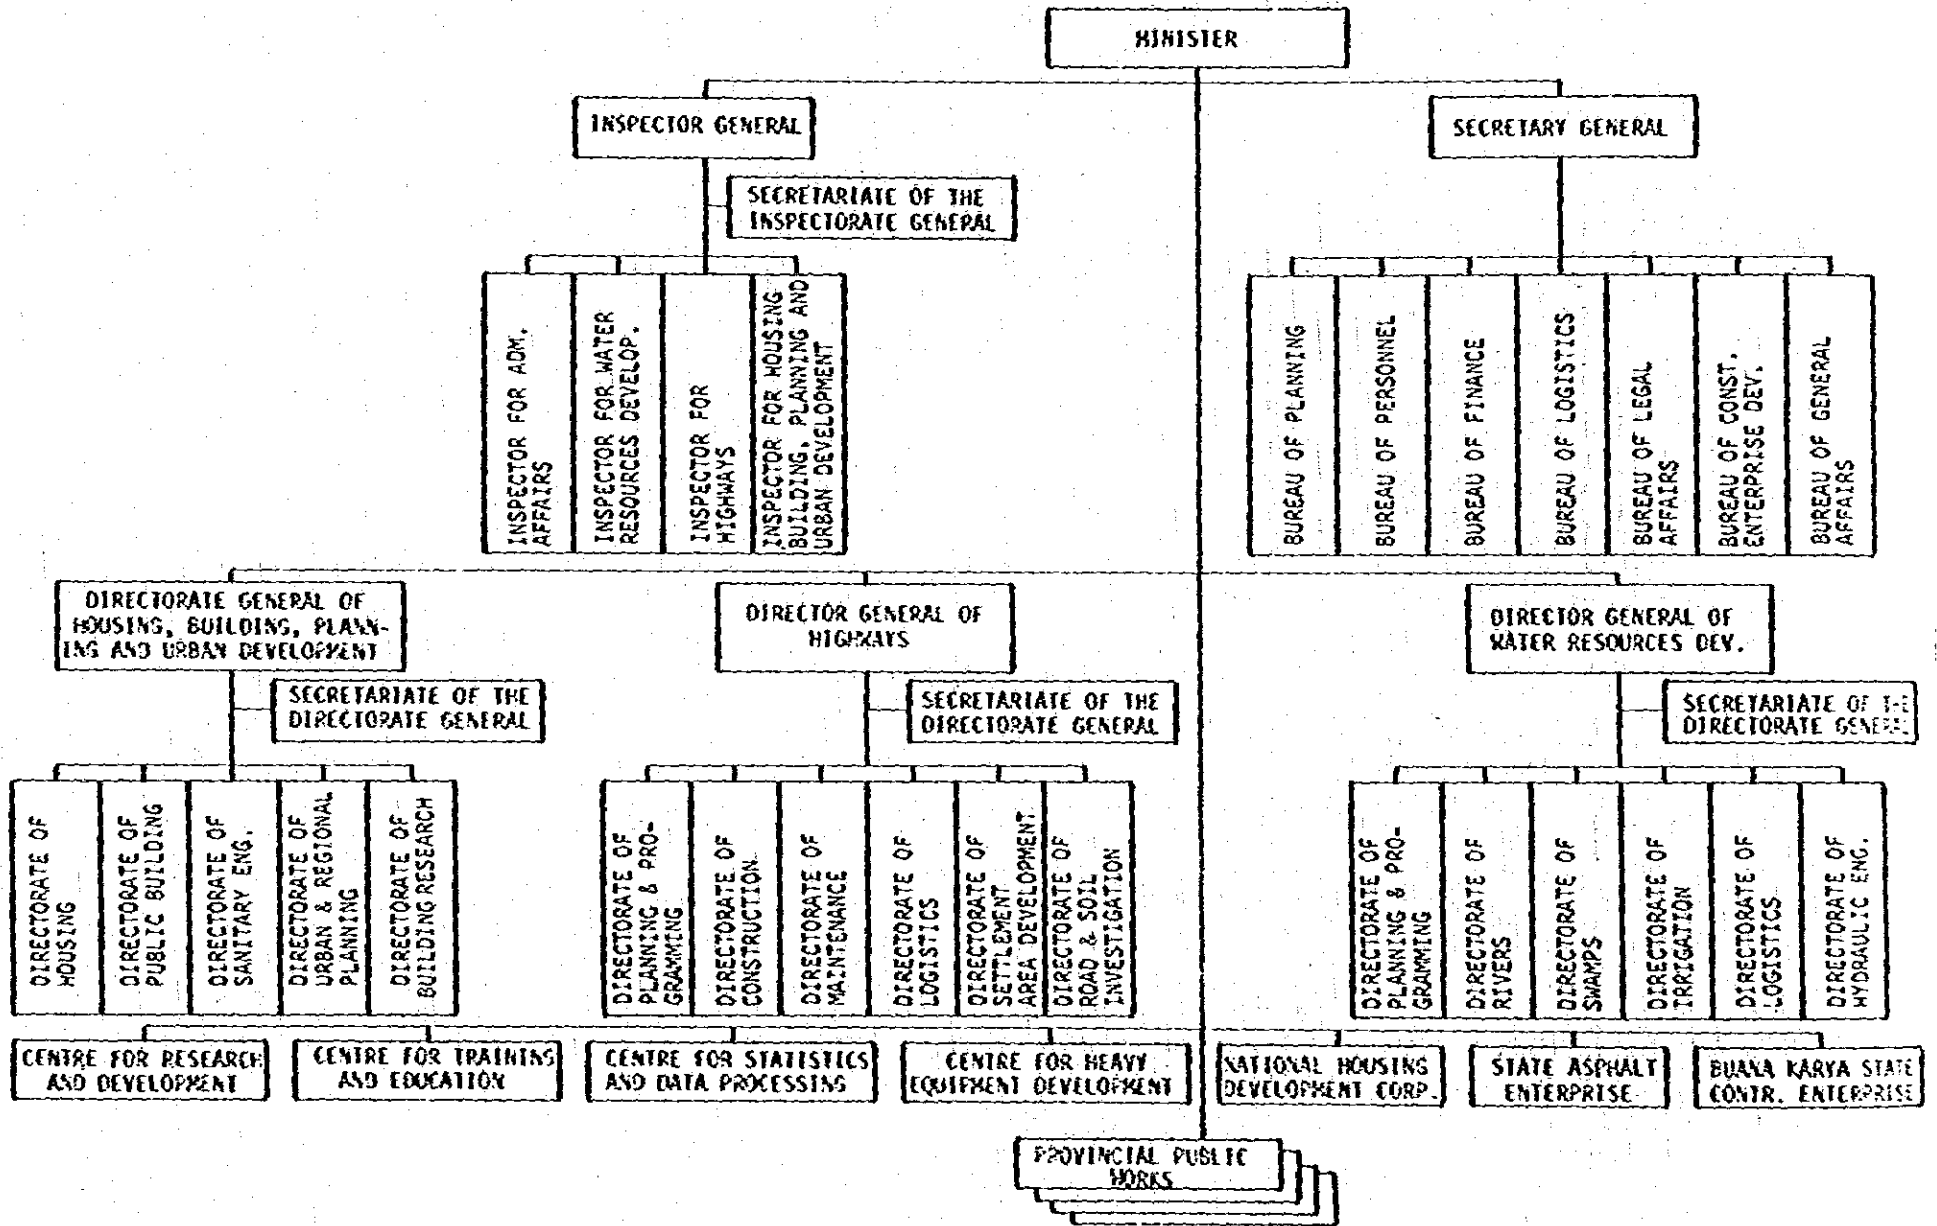 MINISTER
INSPECTOR GENERAL
SECRETARY GENERAL
SECRETARIATE OF THE
INSPECTORATE GENERAL
INSPECTOR FOR ADM.
AFFAIRS
INSPECTOR FOR WATER
RESOURCES DEVELOP.
INSPECTOR FOR
HIGHWAYS
INSPECTOR FOR HOUSING
BUILDING, PLANNING AND
URBAN DEVELOPMENT
BUREAU OF PLANNING
BUREAU OF PERSONNEL
BUREAU OF FINANCE
BUREAU OF LOGISTICS
BUREAU OF LEGAL
AFFAIRS
BUREAU OF CONST.
ENTERPRISE DEV.
BUREAU OF GENERAL
AFFAIRS
DIRECTORATE GENERAL OF
HOUSING, BUILDING, PLANN-
ING AND URBAN DEVELOPMENT
DIRECTOR GENERAL OF
HIGHWAYS
DIRECTOR GENERAL OF
WATER RESOURCES DEV.
SECRETARIATE OF THE
DIRECTORATE GENERAL
SECRETARIATE OF THE
DIRECTORATE GENERAL
SECRETARIATE OF THE
DIRECTORATE GENERAL
DIRECTORATE OF
HOUSING
DIRECTORATE OF
PUBLIC BUILDING
DIRECTORATE OF
SANITARY ENG.
DIRECTORATE OF
URBAN & REGIONAL
PLANNING
DIRECTORATE OF
BUILDING RESEARCH
DIRECTORATE OF
PLANNING & PRO-
GRAMMING
DIRECTORATE OF
CONSTRUCTION
DIRECTORATE OF
MAINTENANCE
DIRECTORATE OF
LOGISTICS
DIRECTORATE OF
SETTLEMENT
AREA DEVELOPMENT
DIRECTORATE OF
ROAD & SOIL
INVESTIGATION
DIRECTORATE OF
PLANNING & PRO-
GRAMMING
DIRECTORATE OF
RIVERS
DIRECTORATE OF
SWAMPS
DIRECTORATE OF
IRRIGATION
DIRECTORATE OF
LOGISTICS
DIRECTORATE OF
HYDRAULIC ENG.
CENTRE FOR RESEARCH
AND DEVELOPMENT
CENTRE FOR TRAINING
AND EDUCATION
CENTRE FOR STATISTICS
AND DATA PROCESSING
CENTRE FOR HEAVY
EQUIPMENT DEVELOPMENT
NATIONAL HOUSING
DEVELOPMENT CORP.
STATE ASPHALT
ENTERPRISE
BUANA KARYA STATE
CONTR. ENTERPRISE
PROVINCIAL PUBLIC
WORKS